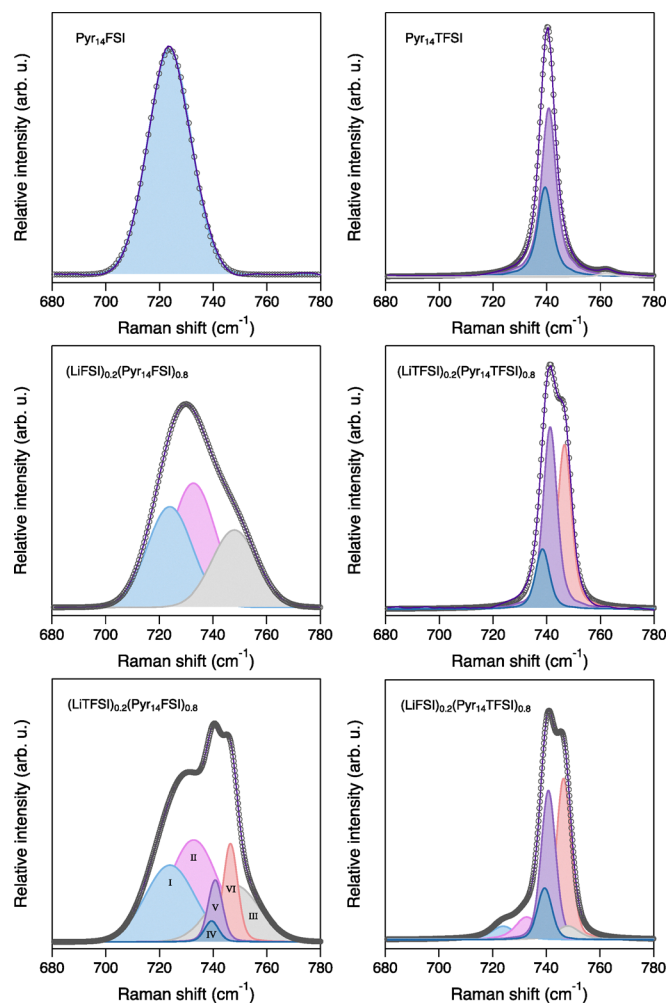 Pyr₁₄FSI
Relative intensity (arb. u.)
680 700 720 740 760 780
Raman shift (cm⁻¹)
Pyr₁₄TFSI
Relative intensity (arb. u.)
680 700 720 740 760 780
Raman shift (cm⁻¹)
(LiFSI)₀.₂(Pyr₁₄FSI)₀.₈
Relative intensity (arb. u.)
680 700 720 740 760 780
Raman shift (cm⁻¹)
(LiTFSI)₀.₂(Pyr₁₄TFSI)₀.₈
Relative intensity (arb. u.)
680 700 720 740 760 780
Raman shift (cm⁻¹)
(LiTFSI)₀.₂(Pyr₁₄FSI)₀.₈
Relative intensity (arb. u.)
I II III IV V VI
680 700 720 740 760 780
Raman shift (cm⁻¹)
(LiFSI)₀.₂(Pyr₁₄TFSI)₀.₈
Relative intensity (arb. u.)
680 700 720 740 760 780
Raman shift (cm⁻¹)